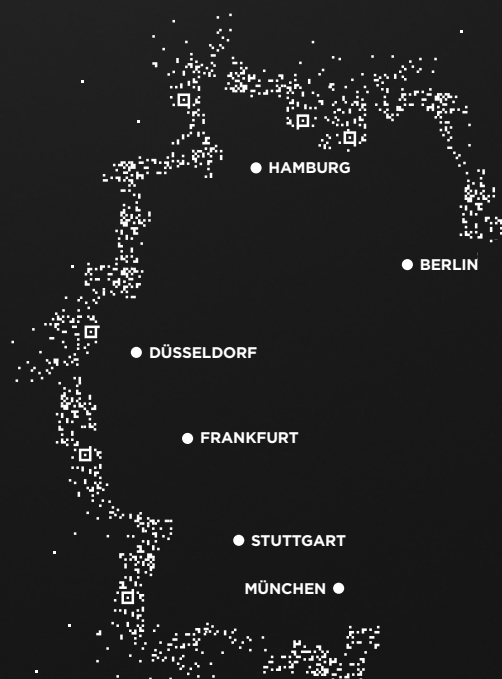 HAMBURG
BERLIN
DÜSSELDORF
FRANKFURT
STUTTGART
MÜNCHEN